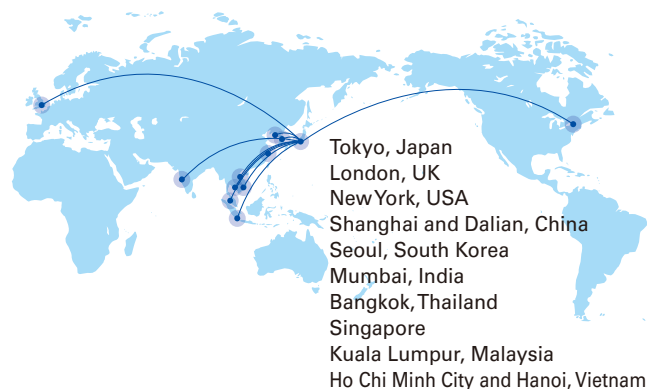 Tokyo, Japan
London, UK
New York, USA
Shanghai and Dalian, China
Seoul, South Korea
Mumbai, India
Bangkok, Thailand
Singapore
Kuala Lumpur, Malaysia
Ho Chi Minh City and Hanoi, Vietnam